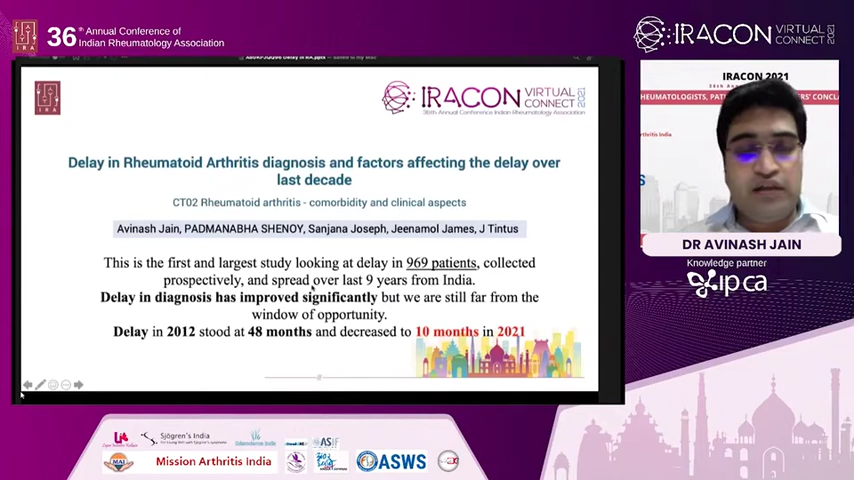 36th Annual Conference of
Indian Rheumatology Association
IRA
IRACON VIRTUAL CONNECT 2021
IRA
IRACON VIRTUAL CONNECT 2021
36th Annual Conference Indian Rheumatology Association
Delay in Rheumatoid Arthritis diagnosis and factors affecting the delay over
last decade
CT02 Rheumatoid arthritis - comorbidity and clinical aspects
Avinash Jain, PADMANABHA SHENOY, Sanjana Joseph, Jeenamol James, J Tintus
This is the first and largest study looking at delay in 969 patients, collected
prospectively, and spread over last 9 years from India.
Delay in diagnosis has improved significantly but we are still far from the
window of opportunity.
Delay in 2012 stood at 48 months and decreased to 10 months in 2021
IRACON 2021
DR AVINASH JAIN
Knowledge partner
ipca
Sjögren's India
ASIF
MAI
Mission Arthritis India
ASWS